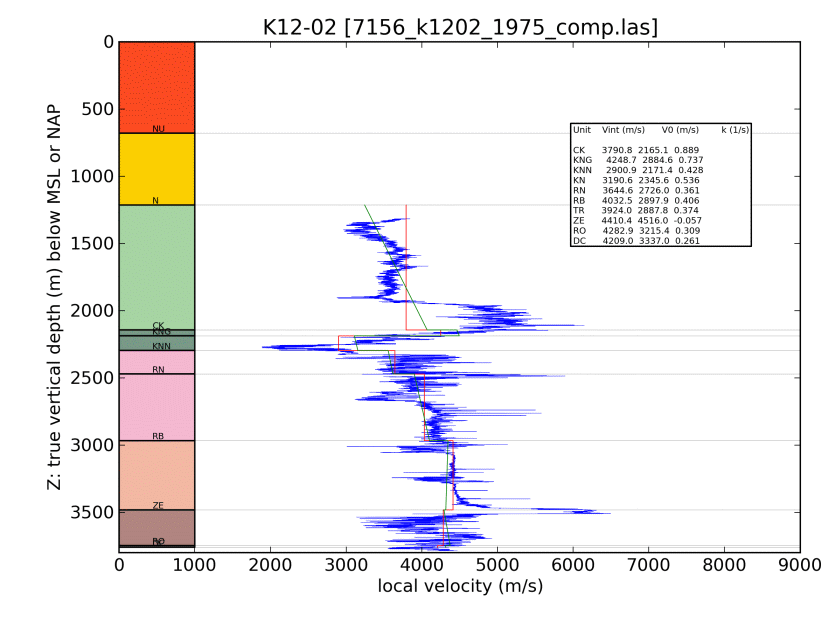 K12-02 [7156_k1202_1975_comp.las]
Z: true vertical depth (m) below MSL or NAP
0
500
1000
1500
2000
2500
3000
3500
NU
N
CK
KNG
KNN
RN
RB
ZE
RO
Unit Vint (m/s) V0 (m/s) k (1/s)
CK 3790.8 2165.1 0.889
KNG 4248.7 2884.6 0.737
KNN 2900.9 2171.4 0.428
KN 3190.6 2345.6 0.536
RN 3644.6 2726.0 0.361
RB 4032.5 2897.9 0.406
TR 3924.0 2887.8 0.374
ZE 4410.4 4516.0 -0.057
RO 4282.9 3215.4 0.309
DC 4209.0 3337.0 0.261
0 1000 2000 3000 4000 5000 6000 7000 8000 9000
local velocity (m/s)